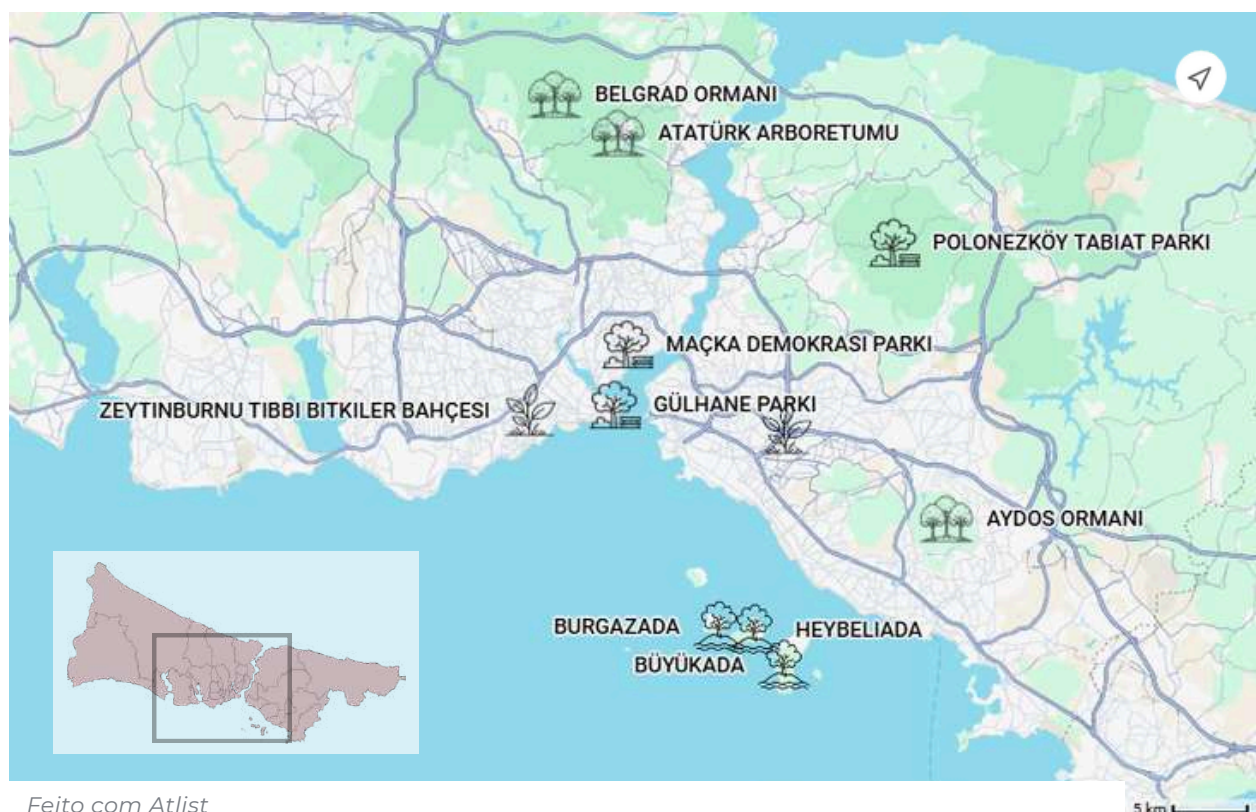 BELGRAD ORMANI
ATATÜRK ARBORETUMU
POLONEZKÖY TABIAT PARKI
MAÇKA DEMOKRASI PARKI
ZEYTINBURNU TIBBI BITKILER BAHÇESI
GÜLHANE PARKI
AYDOS ORMANI
BURGAZADA
HEYBELIADA
BÜYÜKADA
Feito com Atlist
5 km